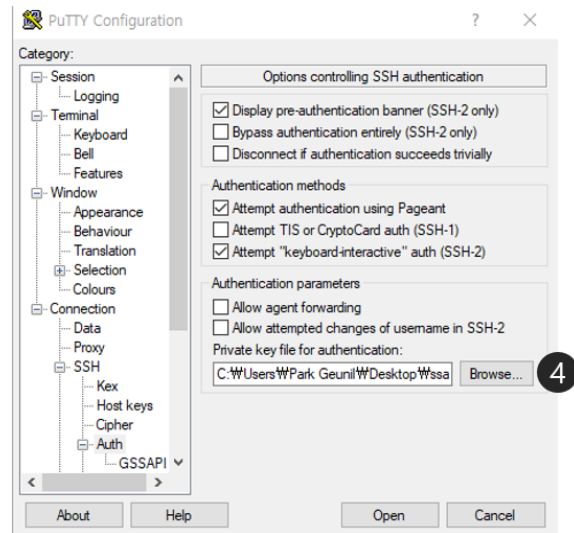 PuTTY Configuration
?
Category:
Session
Logging
Terminal
Keyboard
Bell
Features
Window
Appearance
Behaviour
Translation
Selection
Colours
Connection
Data
Proxy
SSH
Kex
Host keys
Cipher
Auth
GSSAPI
Options controlling SSH authentication
Display pre-authentication banner (SSH-2 only)
Bypass authentication entirely (SSH-2 only)
Disconnect if authentication succeeds trivially
Authentication methods
Attempt authentication using Pageant
Attempt TIS or CryptoCard auth (SSH-1)
Attempt "keyboard-interactive" auth (SSH-2)
Authentication parameters
Allow agent forwarding
Allow attempted changes of username in SSH-2
Private key file for authentication:
C:₩Users₩Park Geunil₩Desktop₩ssa Browse... 4
About Help Open Cancel